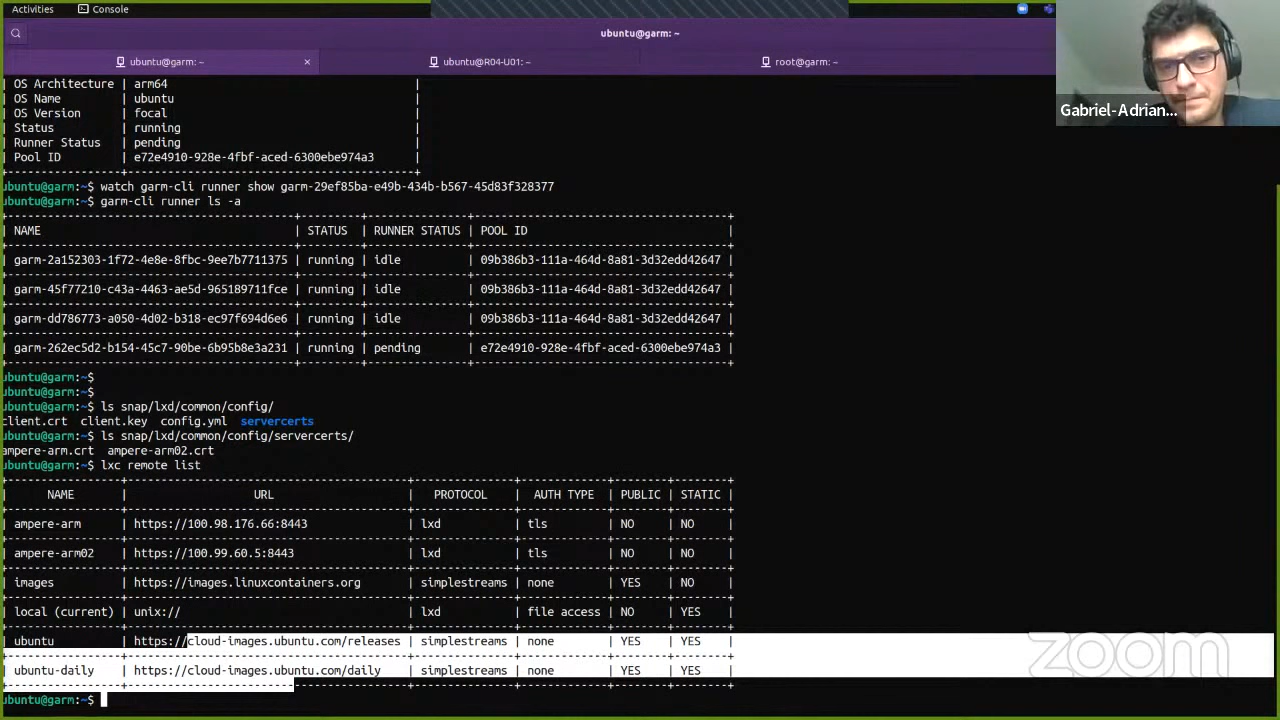 Activities Console
ubuntu@garm: ~
ubuntu@garm: ~ × ubuntu@R04-U01: ~ root@garm: ~
| OS Architecture | arm64 |
| OS Name | ubuntu |
| OS Version | focal |
| Status | running |
| Runner Status | pending |
| Pool ID | e72e4910-928e-4fbf-aced-6300ebe974a3 |
ubuntu@garm:~$ watch garm-cli runner show garm-29ef85ba-e49b-434b-b567-45d83f328377
ubuntu@garm:~$ garm-cli runner ls -a
| NAME | STATUS | RUNNER STATUS | POOL ID |
| garm-2a152303-1f72-4e8e-8fbc-9ee7b7711375 | running | idle | 09b386b3-111a-464d-8a81-3d32edd42647 |
| garm-45f77210-c43a-4463-ae5d-965189711fce | running | idle | 09b386b3-111a-464d-8a81-3d32edd42647 |
| garm-dd786773-a050-4d02-b318-ec97f694d6e6 | running | idle | 09b386b3-111a-464d-8a81-3d32edd42647 |
| garm-262ec5d2-b154-45c7-90be-6b95b8e3a231 | running | pending | e72e4910-928e-4fbf-aced-6300ebe974a3 |
ubuntu@garm:~$
ubuntu@garm:~$
ubuntu@garm:~$ ls snap/lxd/common/config/
client.crt client.key config.yml servercerts
ubuntu@garm:~$ ls snap/lxd/common/config/servercerts/
ampere-arm.crt ampere-arm02.crt
ubuntu@garm:~$ lxc remote list
| NAME | URL | PROTOCOL | AUTH TYPE | PUBLIC | STATIC |
| ampere-arm | https://100.98.176.66:8443 | lxd | tls | NO | NO |
| ampere-arm02 | https://100.99.60.5:8443 | lxd | tls | NO | NO |
| images | https://images.linuxcontainers.org | simplestreams | none | YES | NO |
| local (current) | unix:// | lxd | file access | NO | YES |
| ubuntu | https://cloud-images.ubuntu.com/releases | simplestreams | none | YES | YES |
| ubuntu-daily | https://cloud-images.ubuntu.com/daily | simplestreams | none | YES | YES |
ubuntu@garm:~$
Gabriel-Adrian...
zoom